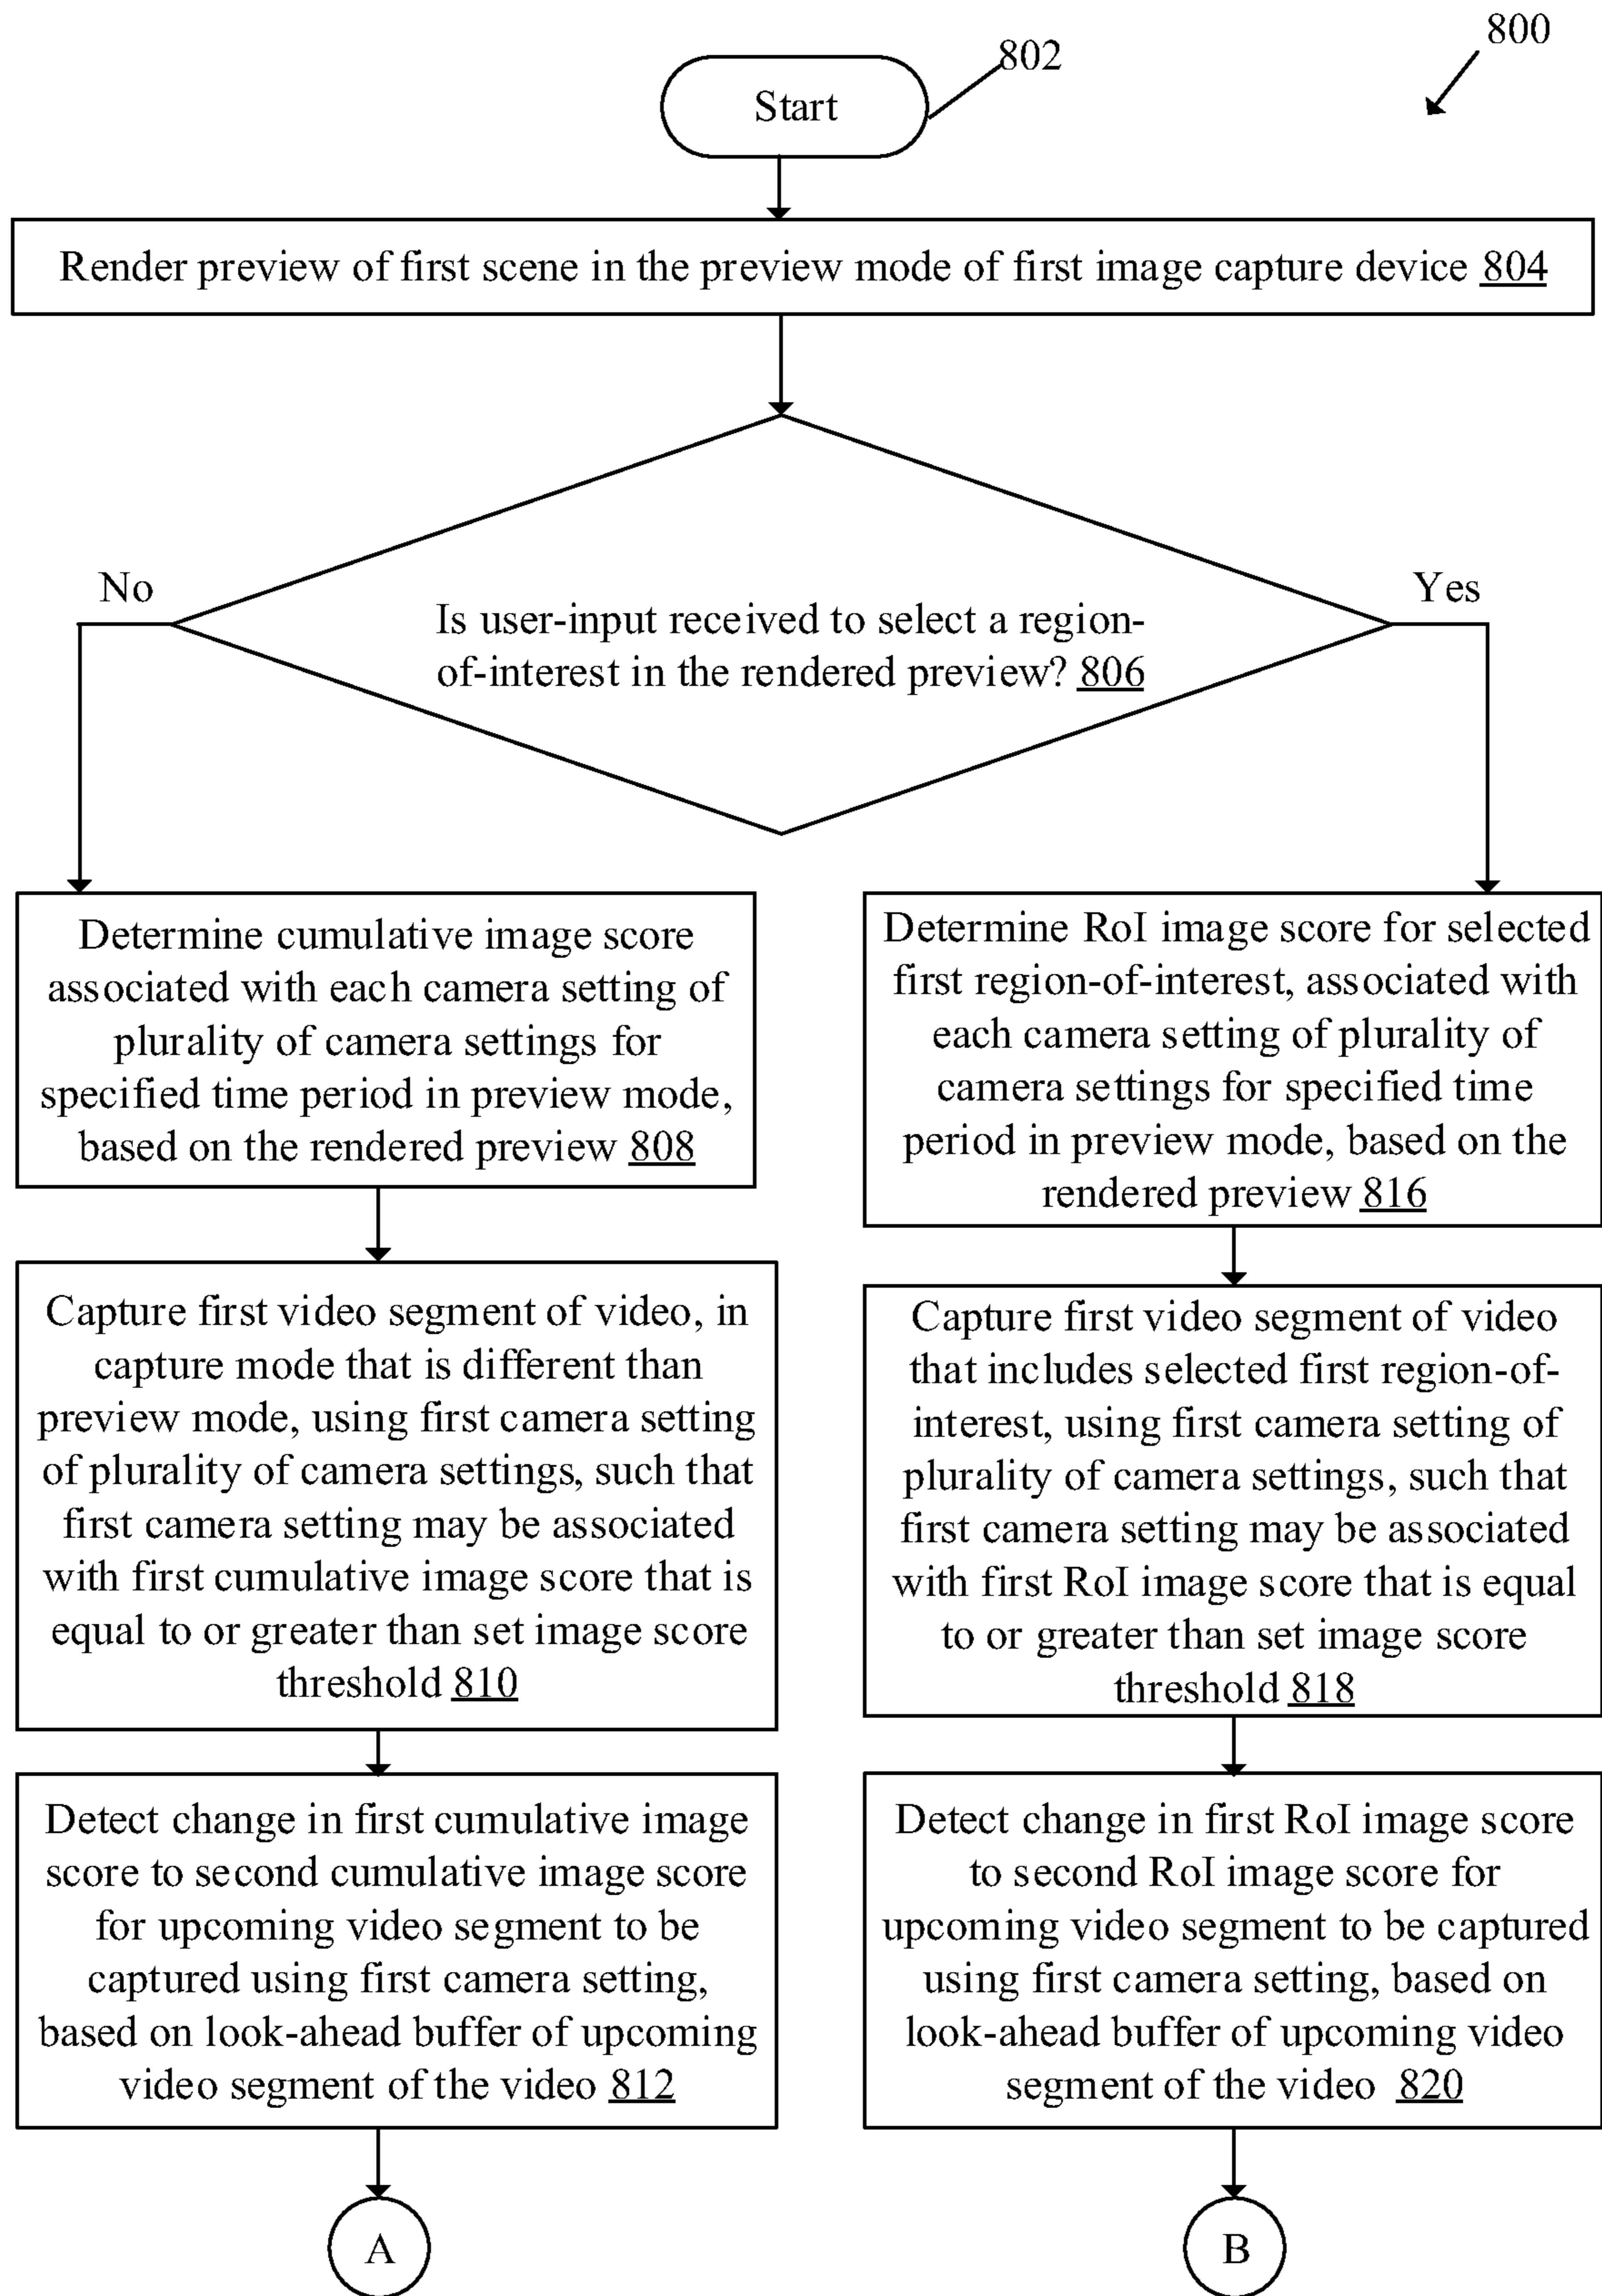 800
802
Start
Render preview of first scene in the preview mode of first image capture device 804
No
Yes
Is user-input received to select a region-
of-interest in the rendered preview? 806
Determine cumulative image score
associated with each camera setting of
plurality of camera settings for
specified time period in preview mode,
based on the rendered preview 808
Determine RoI image score for selected
first region-of-interest, associated with
each camera setting of plurality of
camera settings for specified time
period in preview mode, based on the
rendered preview 816
Capture first video segment of video, in
capture mode that is different than
preview mode, using first camera setting
of plurality of camera settings, such that
first camera setting may be associated
with first cumulative image score that is
equal to or greater than set image score
threshold 810
Capture first video segment of video
that includes selected first region-of-
interest, using first camera setting of
plurality of camera settings, such that
first camera setting may be associated
with first RoI image score that is equal
to or greater than set image score
threshold 818
Detect change in first cumulative image
score to second cumulative image score
for upcoming video segment to be
captured using first camera setting,
based on look-ahead buffer of upcoming
video segment of the video 812
Detect change in first RoI image score
to second RoI image score for
upcoming video segment to be captured
using first camera setting, based on
look-ahead buffer of upcoming video
segment of the video 820
A
B